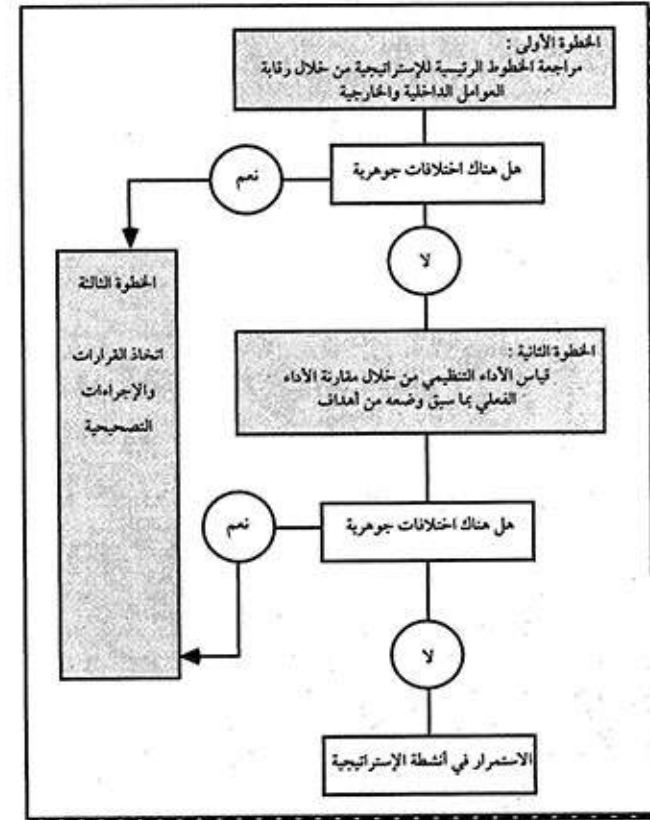 الخطوة الأولى :
مراجعة الخطوط الرئيسية للإستراتيجية من خلال رقابة
العوامل الداخلية والخارجية
هل هناك اختلافات جوهرية
نعم
لا
الخطوة الثالثة
اتخاذ القرارات
والإجراءات
التصحيحية
الخطوة الثانية :
قياس الأداء التنظيمي من خلال مقارنة الأداء
الفعلي بما سبق وضعه من أهداف
هل هناك اختلافات جوهرية
نعم
لا
الاستمرار في أنشطة الإستراتيجية